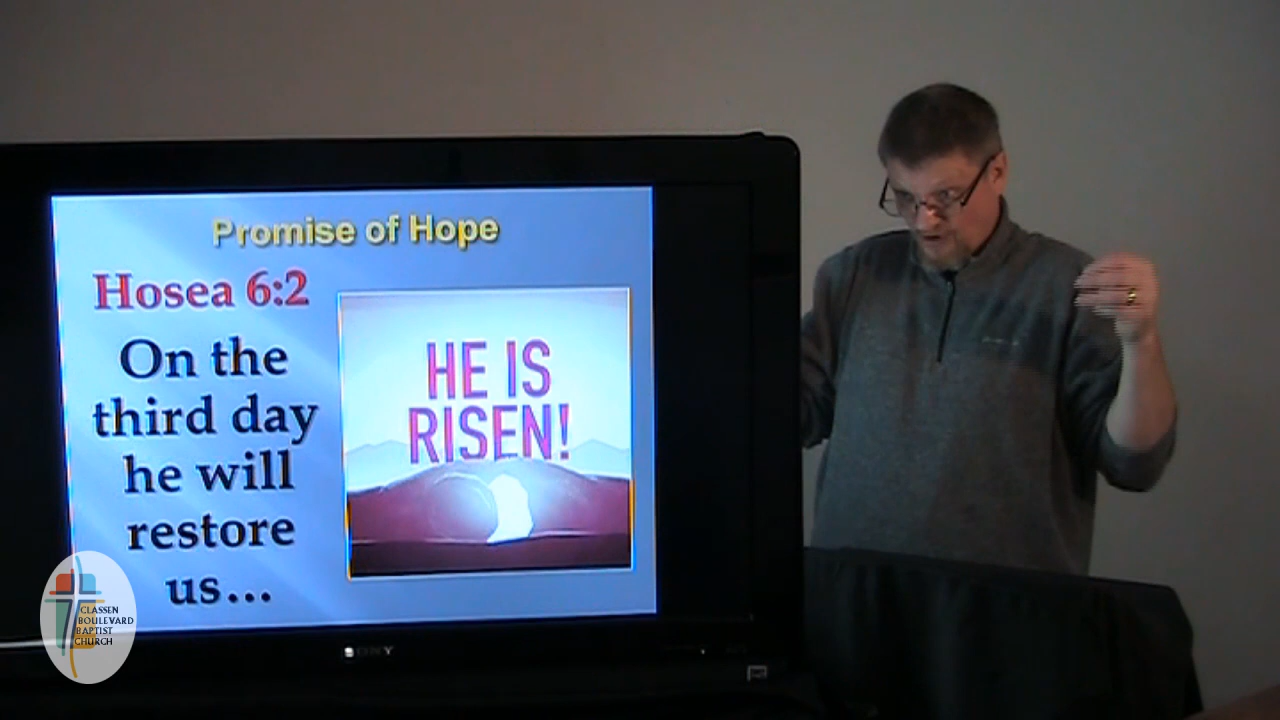 Promise of Hope
Hosea 6:2
On the
third day
he will
restore
us...
HE IS
RISEN!
CLASSEN
BOULEVARD
BAPTIST
CHURCH
SONY